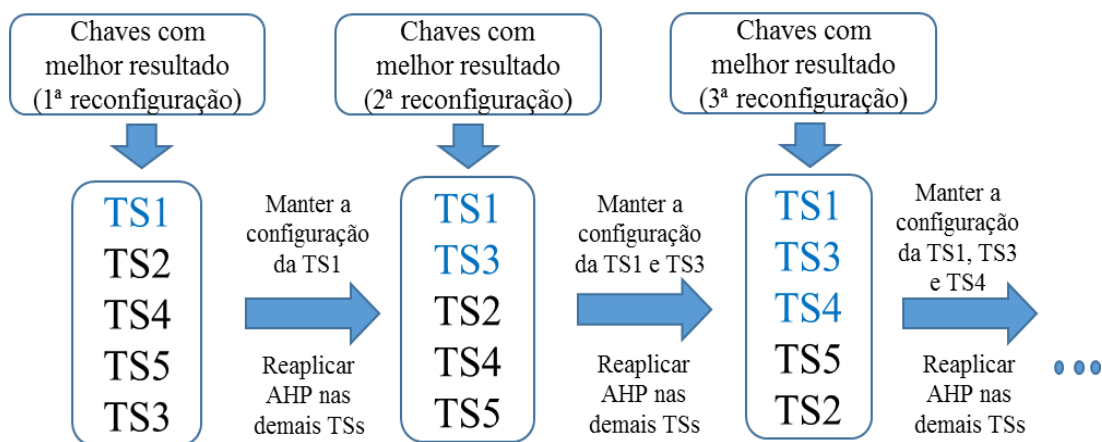 Chaves com
melhor resultado
(1ª reconfiguração)
Chaves com
melhor resultado
(2ª reconfiguração)
Chaves com
melhor resultado
(3ª reconfiguração)
TS1
TS2
TS4
TS5
TS3
Manter a
configuração
da TS1
Reaplicar
AHP nas
demais TSs
TS1
TS3
TS2
TS4
TS5
Manter a
configuração
da TS1 e TS3
Reaplicar
AHP nas
demais TSs
TS1
TS3
TS4
TS5
TS2
Manter a
configuração
da TS1, TS3
e TS4
Reaplicar
AHP nas
demais TSs